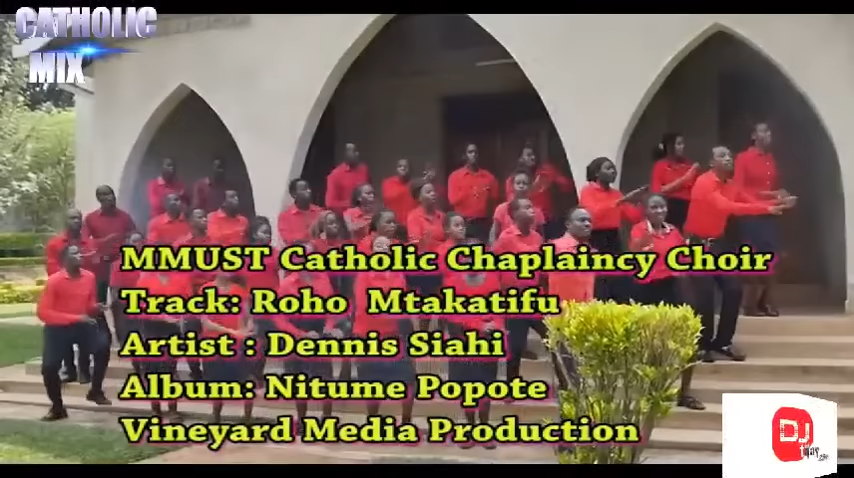 CATHOLIC
MIX
MMUST Catholic Chaplaincy Choir
Track: Roho Mtakatifu
Artist : Dennis Siahi
Album: Nitume Popote
Vineyard Media Production
DJ